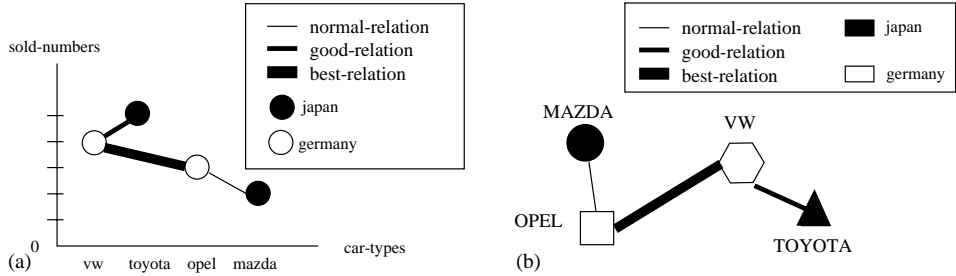 normal-relation
good-relation
best-relation
japan
germany
sold-numbers
0
vw toyota opel mazda
car-types
(a)
normal-relation
good-relation
best-relation
japan
germany
MAZDA
VW
OPEL
TOYOTA
(b)